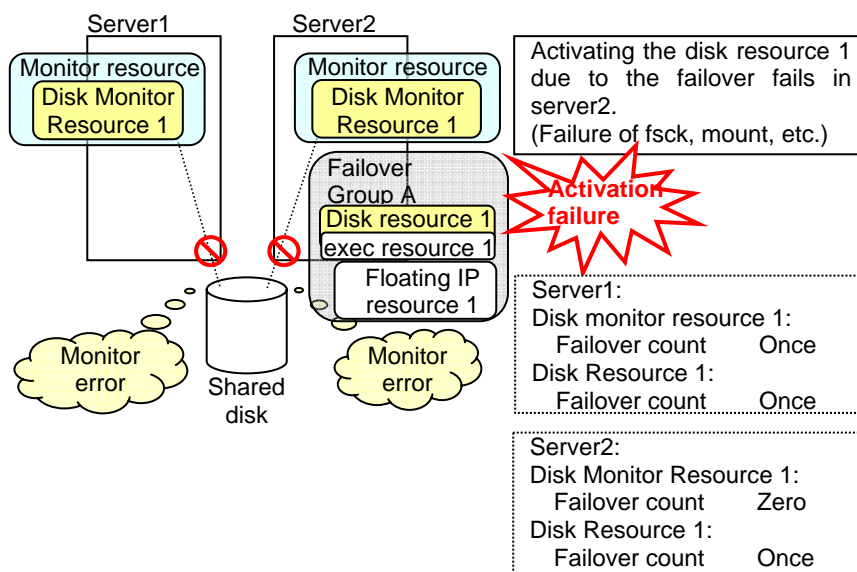 Server1
Server2
Monitor resource
Disk Monitor
Resource 1
Monitor resource
Disk Monitor
Resource 1
Activating the disk resource 1
due to the failover fails in
server2.
(Failure of fsck, mount, etc.)
Failover
Group A
Activation
failure
Disk resource 1
exec resource 1
Floating IP
resource 1
Monitor
error
Shared
disk
Monitor
error
Server1:
Disk monitor resource 1:
Failover count Once
Disk Resource 1:
Failover count Once
Server2:
Disk Monitor Resource 1:
Failover count Zero
Disk Resource 1:
Failover count Once